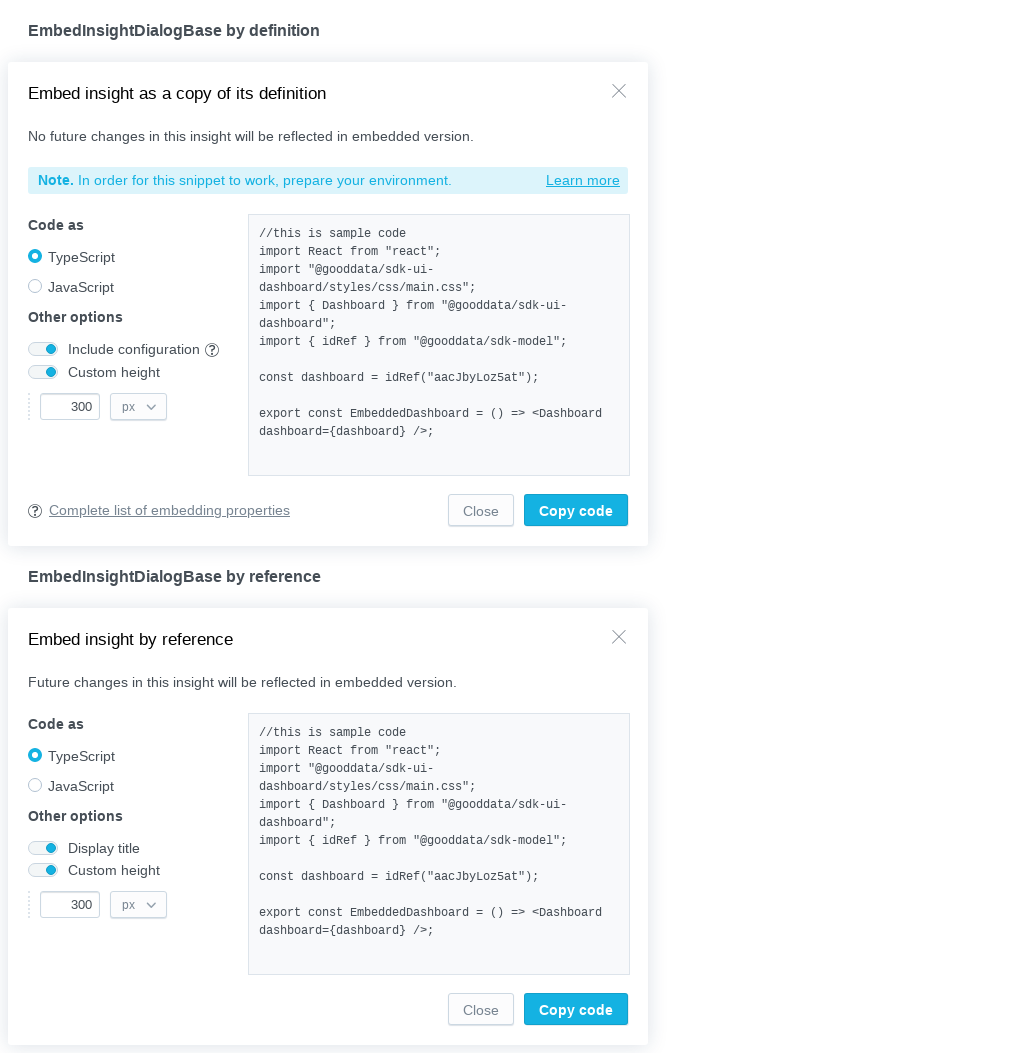 EmbedInsightDialogBase by definition
Embed insight as a copy of its definition
No future changes in this insight will be reflected in embedded version.
Note. In order for this snippet to work, prepare your environment. Learn more
Code as
TypeScript
JavaScript
Other options
Include configuration ?
Custom height
300 px
//this is sample code
import React from "react";
import "@gooddata/sdk-ui-
dashboard/styles/css/main.css";
import { Dashboard } from "@gooddata/sdk-ui-
dashboard";
import { idRef } from "@gooddata/sdk-model";
const dashboard = idRef("aacJbyLoz5at");
export const EmbeddedDashboard = () => <Dashboard
dashboard={dashboard} />;
? Complete list of embedding properties
Close Copy code
EmbedInsightDialogBase by reference
Embed insight by reference
Future changes in this insight will be reflected in embedded version.
Code as
TypeScript
JavaScript
Other options
Display title
Custom height
300 px
//this is sample code
import React from "react";
import "@gooddata/sdk-ui-
dashboard/styles/css/main.css";
import { Dashboard } from "@gooddata/sdk-ui-
dashboard";
import { idRef } from "@gooddata/sdk-model";
const dashboard = idRef("aacJbyLoz5at");
export const EmbeddedDashboard = () => <Dashboard
dashboard={dashboard} />;
Close Copy code